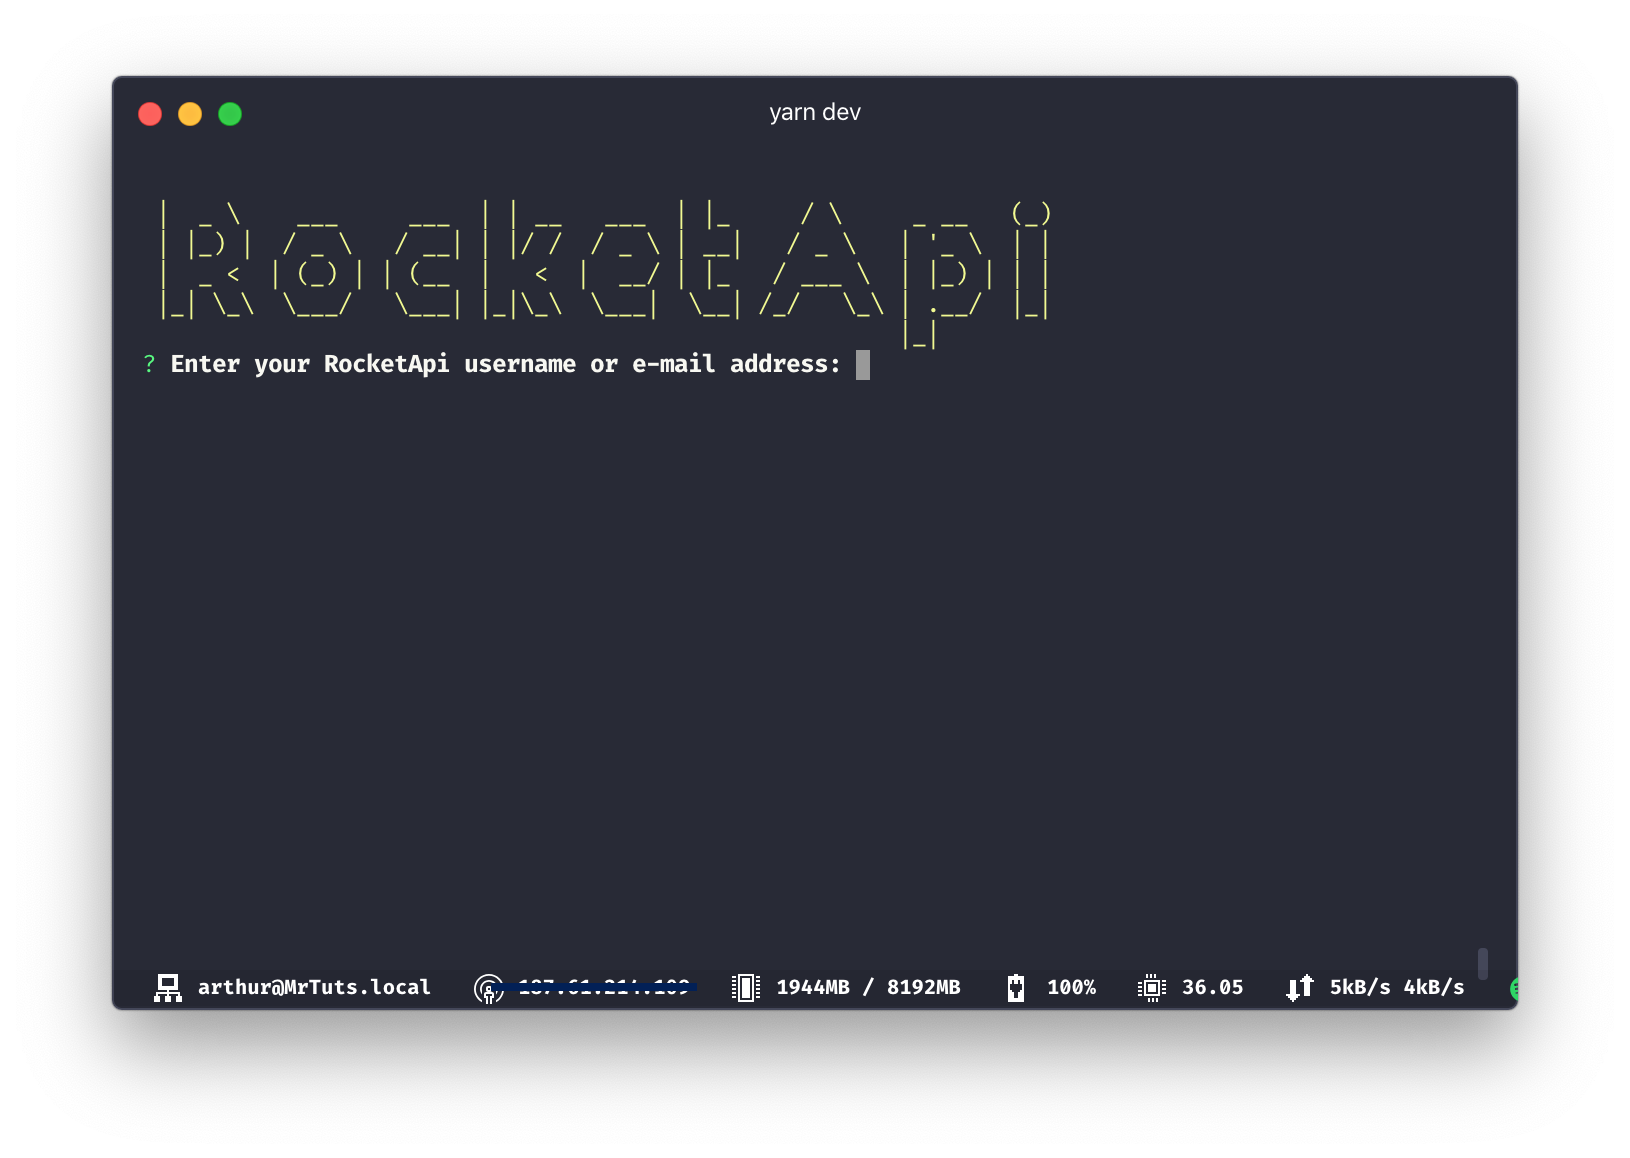 yarn dev
RocketApi
? Enter your RocketApi username or e-mail address:
arthur@MrTuts.local 1944MB / 8192MB 100% 36.05 5kB/s 4kB/s